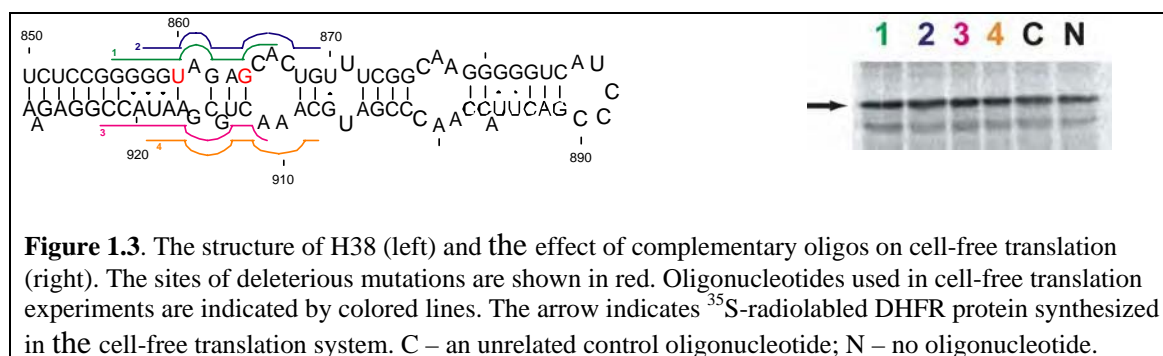 850 860 870
1 2
UCUCCGGGGGUAGAGCACUGUUUCGGCAAGGGGGUCAUCCC
3 4
920 910 890
1 2 3 4 C N
Figure 1.3. The structure of H38 (left) and the effect of complementary oligos on cell-free translation
(right). The sites of deleterious mutations are shown in red. Oligonucleotides used in cell-free translation
experiments are indicated by colored lines. The arrow indicates ³⁵S-radiolabled DHFR protein synthesized
in the cell-free translation system. C – an unrelated control oligonucleotide; N – no oligonucleotide.